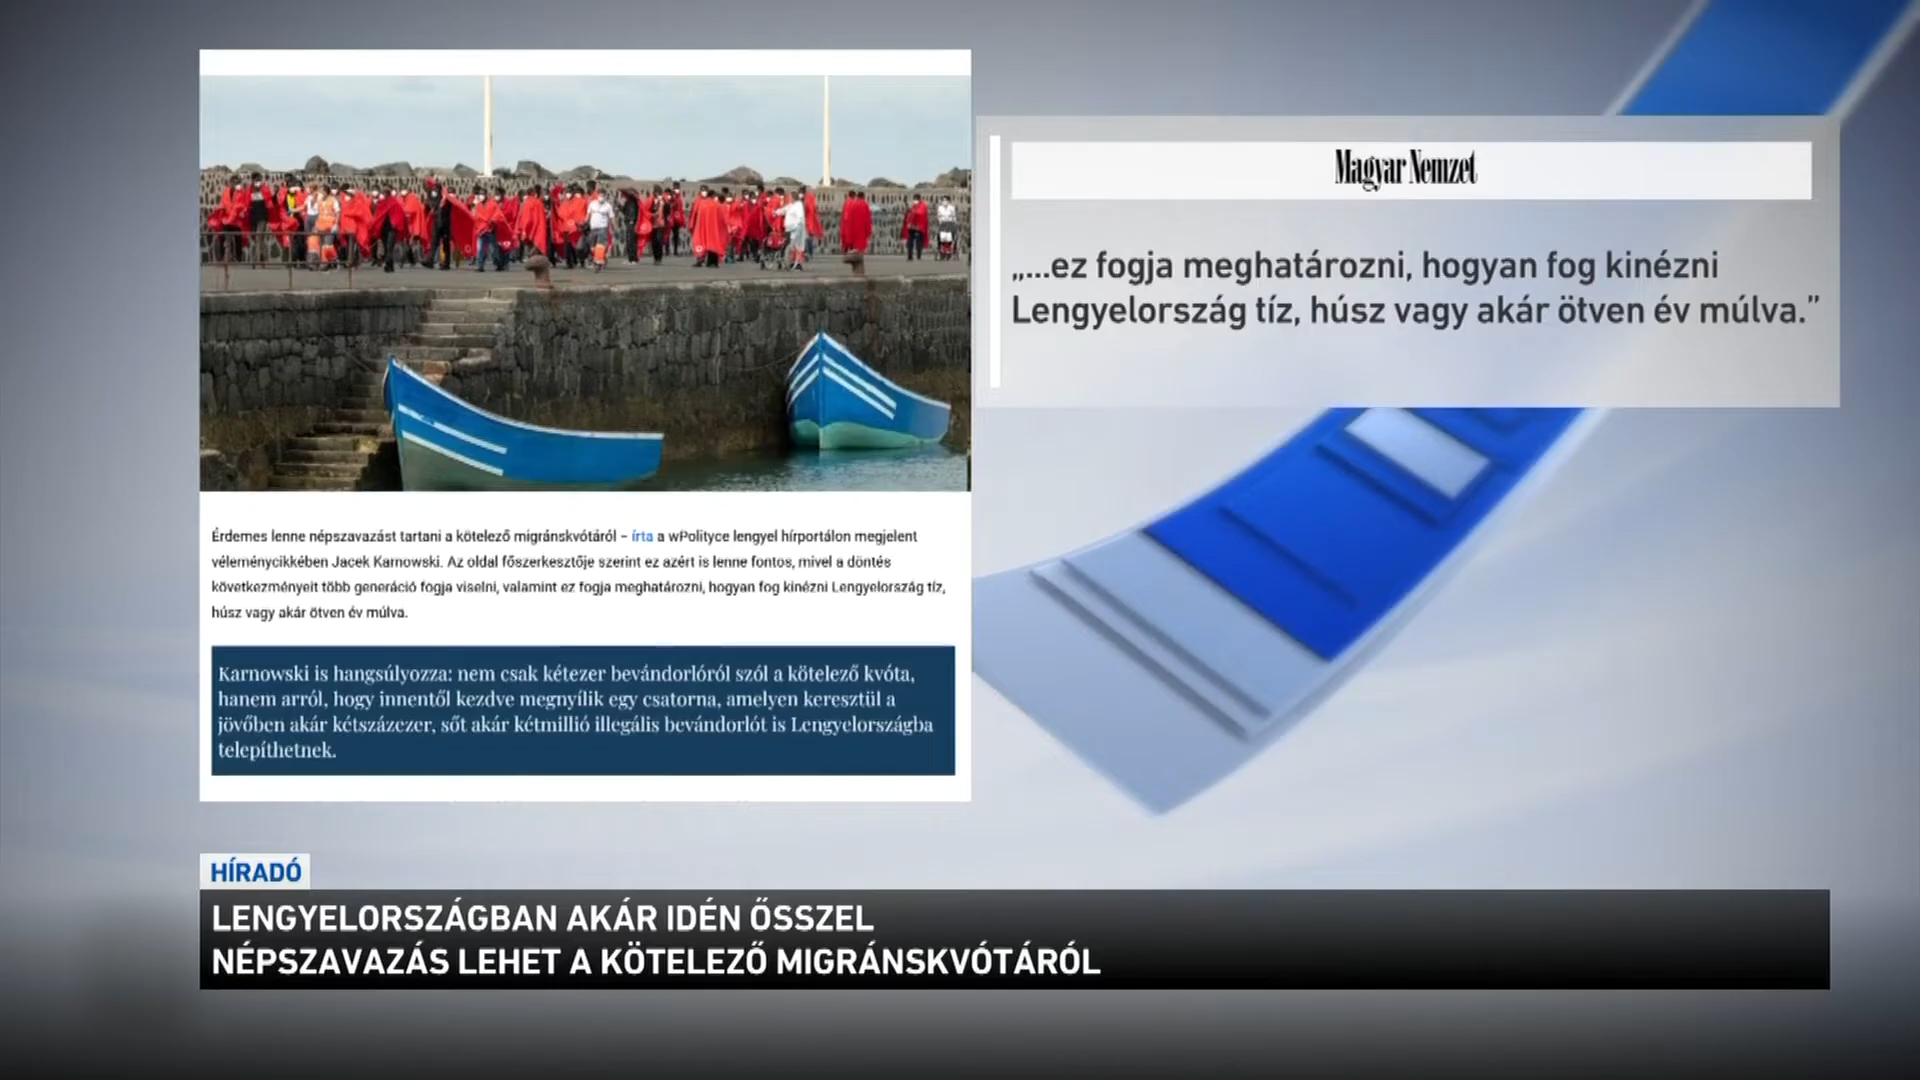 Érdemes lenne népszavazást tartani a kötelező migránskvótáról – írta a wPolityce lengyel hírportálon megjelent
véleménycikkében Jacek Karnowski. Az oldal főszerkesztője szerint ez azért is lenne fontos, mivel a döntés
következményeit több generáció fogja viselni, valamint ez fogja meghatározni, hogyan fog kinézni Lengyelország tíz,
húsz vagy akár ötven év múlva.
Karnowski is hangsúlyozza: nem csak kétezer bevándorlóról szól a kötelező kvóta,
hanem arról, hogy innentől kezdve megnyílik egy csatorna, amelyen keresztül a
jövőben akár kétszázezer, sőt akár kétmillió illegális bevándorlót is Lengyelországba
telepíthetnek.
Magyar Nemzet
„...ez fogja meghatározni, hogyan fog kinézni
Lengyelország tíz, húsz vagy akár ötven év múlva.”
HÍRADÓ
LENGYELORSZÁGBAN AKÁR IDÉN ŐSSZEL
NÉPSZAVAZÁS LEHET A KÖTELEZŐ MIGRÁNSKVÓTÁRÓL